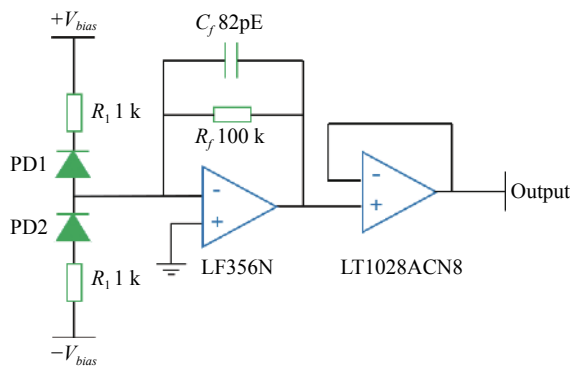 +V_bias
C_f 82pE
R_1 1 k
R_f 100 k
PD1
-
+
-
+
Output
PD2
LF356N
LT1028ACN8
R_1 1 k
−V_bias